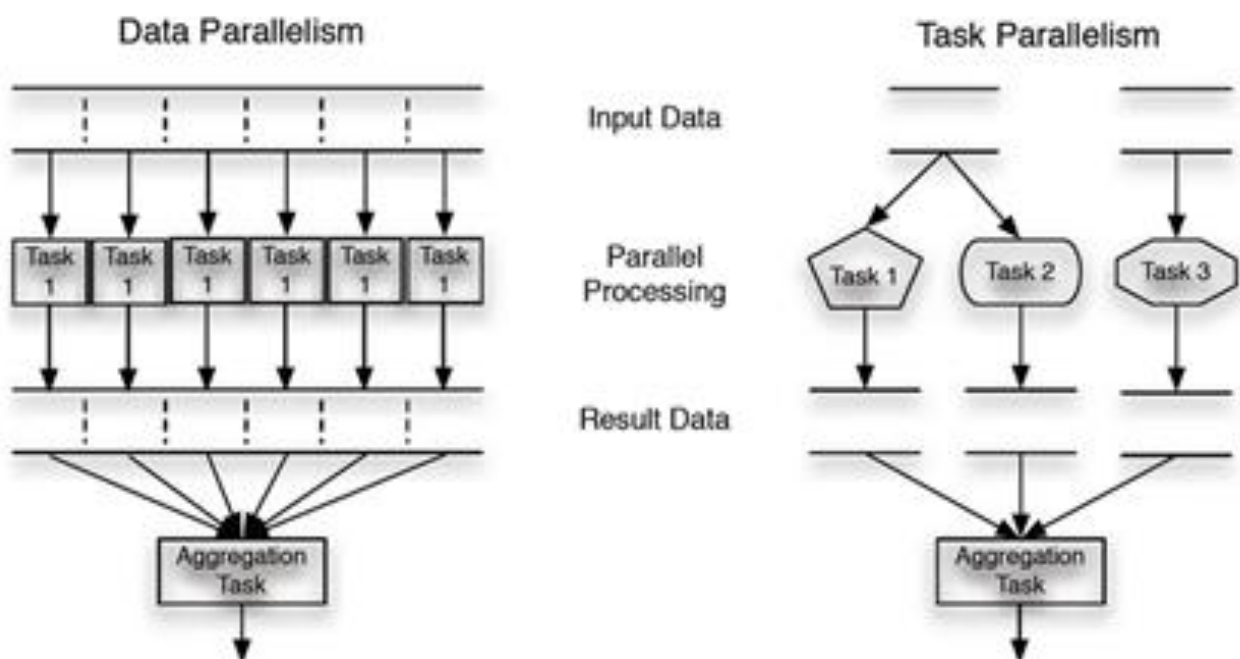 Data Parallelism
Task Parallelism
Input Data
Task
1
Task
1
Task
1
Task
1
Task
1
Task
1
Parallel
Processing
Task 1
Task 2
Task 3
Result Data
Aggregation
Task
Aggregation
Task